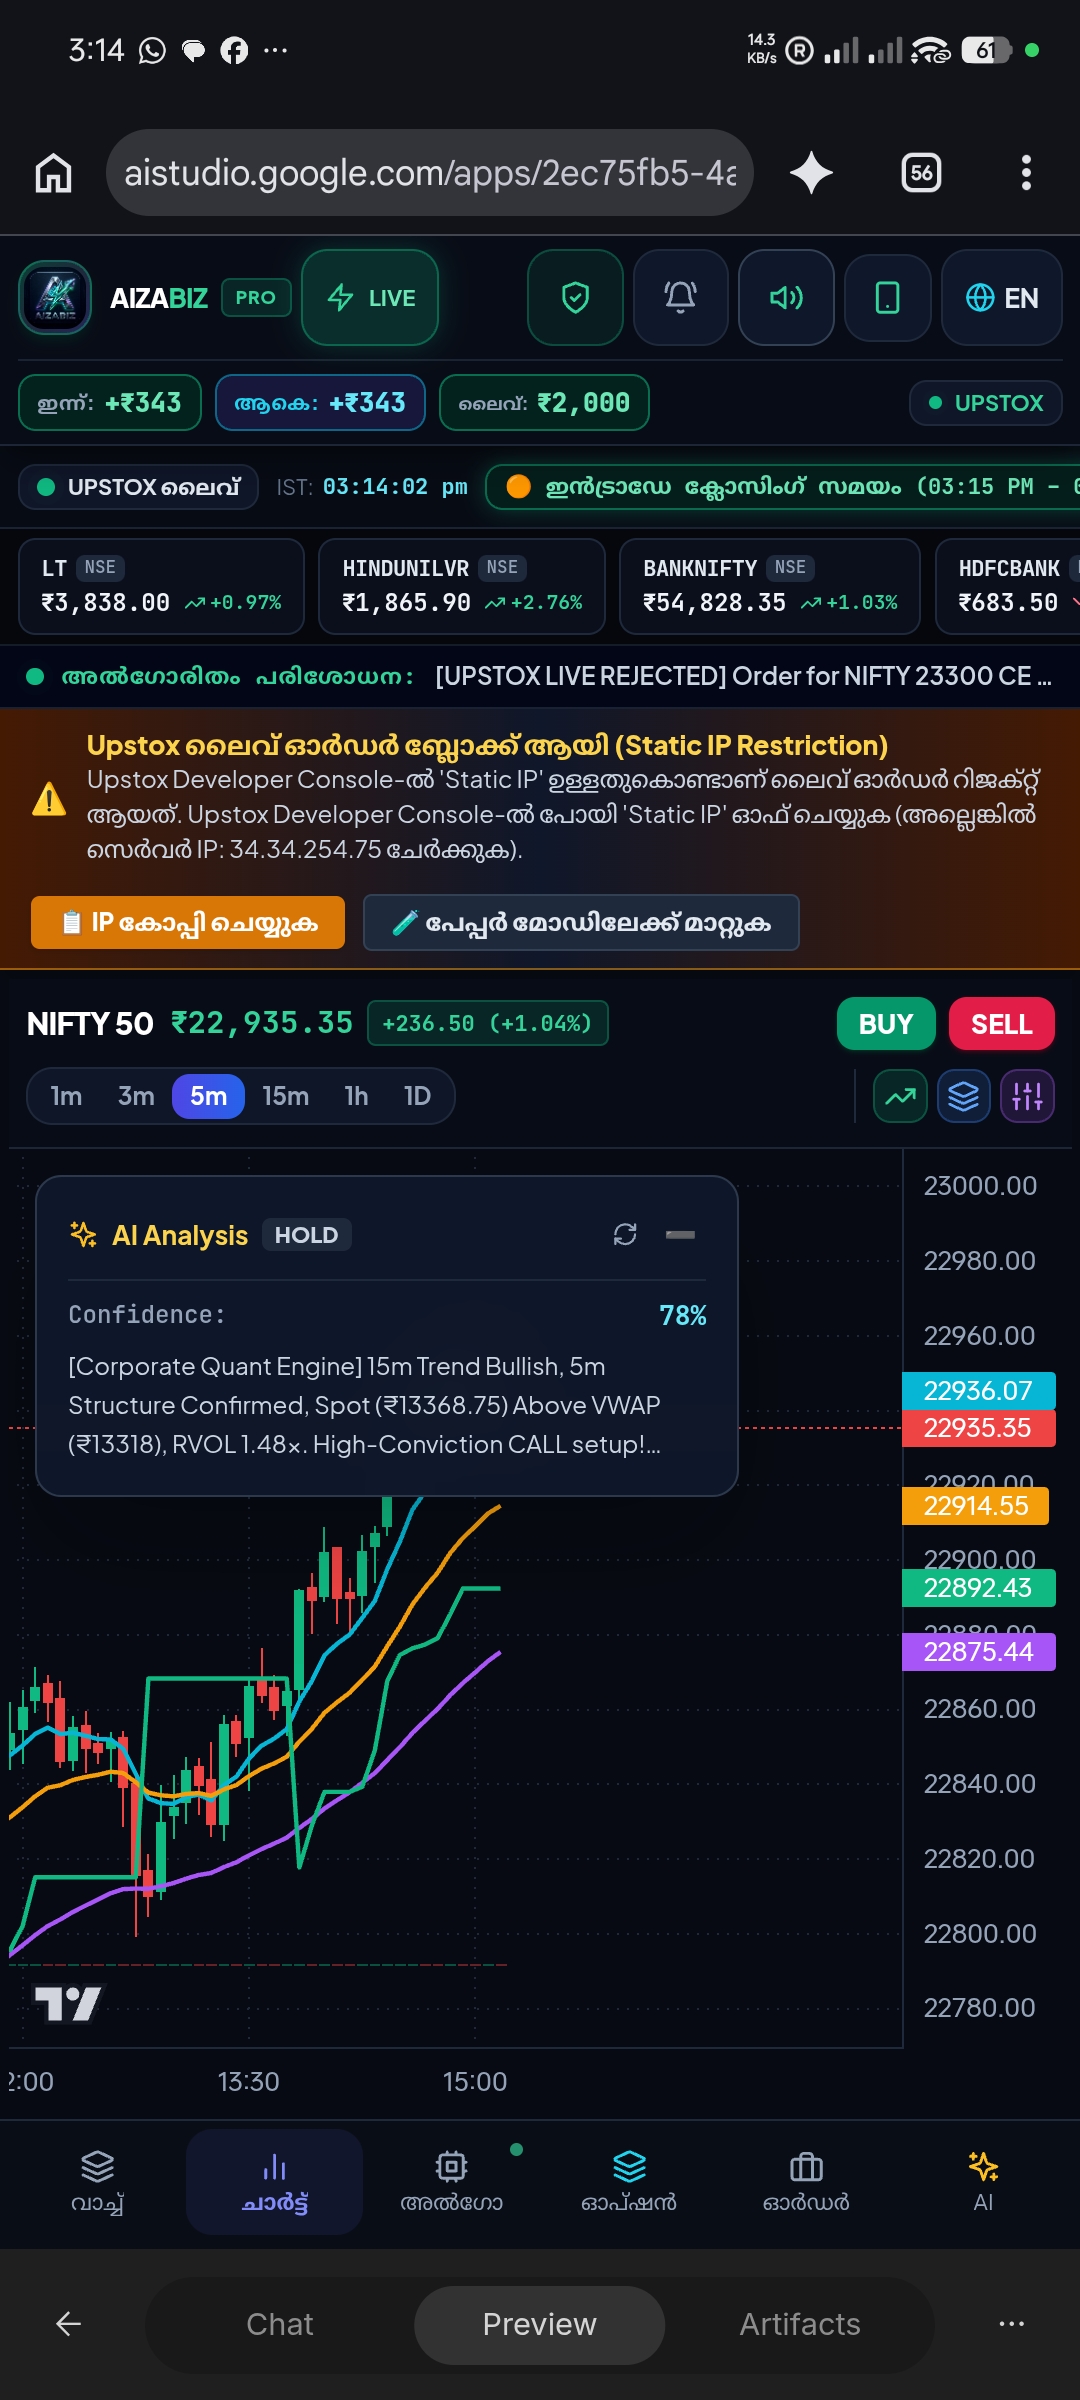 3:14
14.3 KB/s
R
61
aistudio.google.com/apps/2ec75fb5-4a
56
AIZABIZ PRO LIVE EN
AIZABIZ
ഇന്ന്: +₹343 ആകെ: +₹343 ലൈവ്: ₹2,000 UPSTOX
UPSTOX ലൈവ് IST: 03:14:02 pm ഇൻട്രാഡേ ക്ലോസിംഗ് സമയം (03:15 PM –
LT NSE HINDUNILVR NSE BANKNIFTY NSE HDFCBANK
₹3,838.00 +0.97% ₹1,865.90 +2.76% ₹54,828.35 +1.03% ₹683.50
അൽഗോരിതം പരിശോധന: [UPSTOX LIVE REJECTED] Order for NIFTY 23300 CE ...
Upstox ലൈവ് ഓർഡർ ബ്ലോക്ക് ആയി (Static IP Restriction)
Upstox Developer Console-ൽ 'Static IP' ഉള്ളതുകൊണ്ടാണ് ലൈവ് ഓർഡർ റിജക്റ്റ്
ആയത്. Upstox Developer Console-ൽ പോയി 'Static IP' ഓഫ് ചെയ്യുക (അല്ലെങ്കിൽ
സെർവർ IP: 34.34.254.75 ചേർക്കുക).
IP കോപ്പി ചെയ്യുക പേപ്പർ മോഡിലേക്ക് മാറ്റുക
NIFTY 50 ₹22,935.35 +236.50 (+1.04%) BUY SELL
1m 3m 5m 15m 1h 1D
AI Analysis HOLD
Confidence: 78%
[Corporate Quant Engine] 15m Trend Bullish, 5m
Structure Confirmed, Spot (₹13368.75) Above VWAP
(₹13318), RVOL 1.48×. High-Conviction CALL setup!...
23000.00
22980.00
22960.00
22936.07
22935.35
22920.00
22914.55
22900.00
22892.43
22880.00
22875.44
22860.00
22840.00
22820.00
22800.00
22780.00
2:00 13:30 15:00
വാച്ച് ചാർട്ട് അൽഗോ ഓപ്ഷൻ ഓർഡർ AI
Chat Preview Artifacts